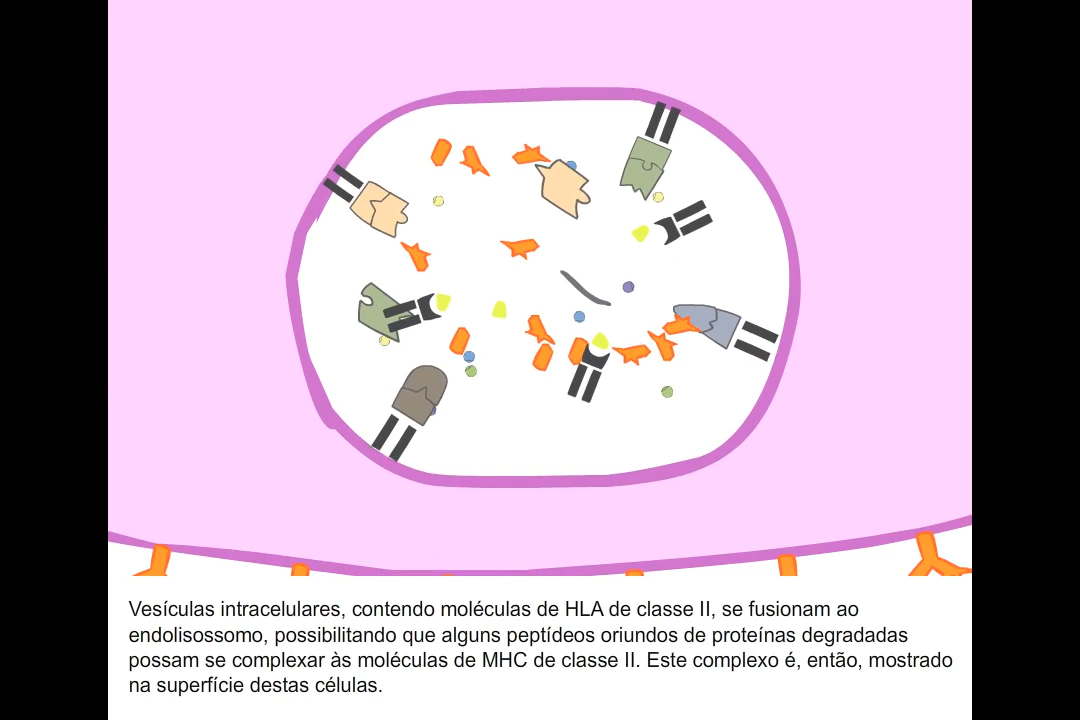 Vesículas intracelulares, contendo moléculas de HLA de classe II, se fusionam ao
endolisossomo, possibilitando que alguns peptídeos oriundos de proteínas degradadas
possam se complexar às moléculas de MHC de classe II. Este complexo é, então, mostrado
na superfície destas células.